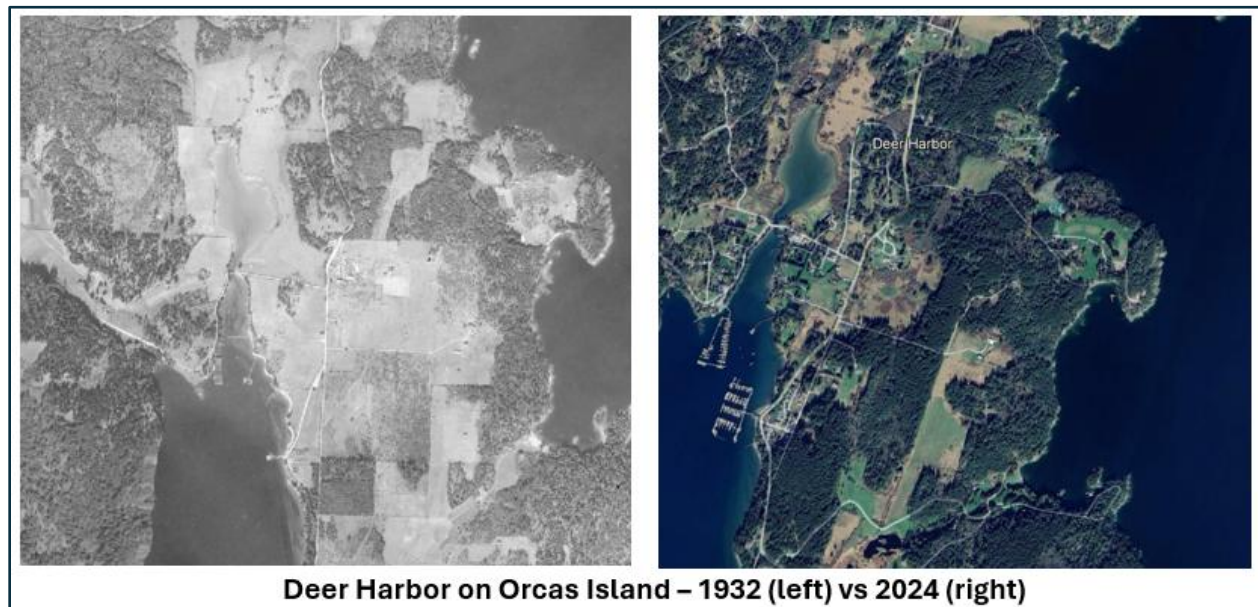 Deer Harbor
Deer Harbor on Orcas Island – 1932 (left) vs 2024 (right)